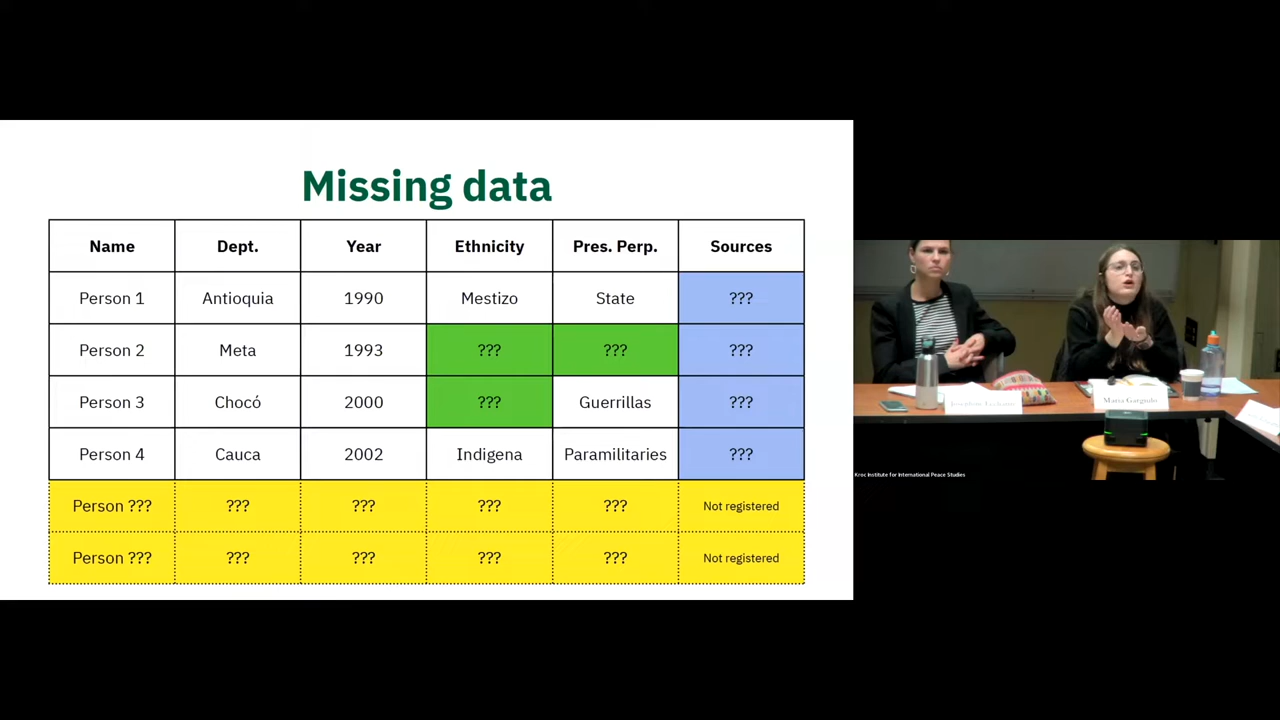 Missing data
Name Dept. Year Ethnicity Pres. Perp. Sources
Person 1 Antioquia 1990 Mestizo State ???
Person 2 Meta 1993 ??? ??? ???
Person 3 Chocó 2000 ??? Guerrillas ???
Person 4 Cauca 2002 Indigena Paramilitaries ???
Person ??? ??? ??? ??? ??? Not registered
Person ??? ??? ??? ??? ??? Not registered
Maria Gargiulo
Kroc Institute for International Peace Studies